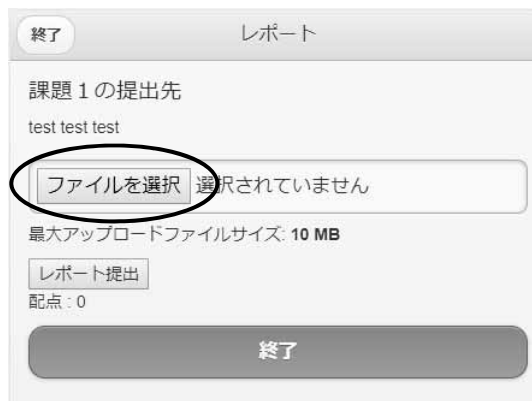 終了
レポート
課題１の提出先
test test test
ファイルを選択 選択されていません
最大アップロードファイルサイズ: 10 MB
レポート提出
配点 : 0
終了